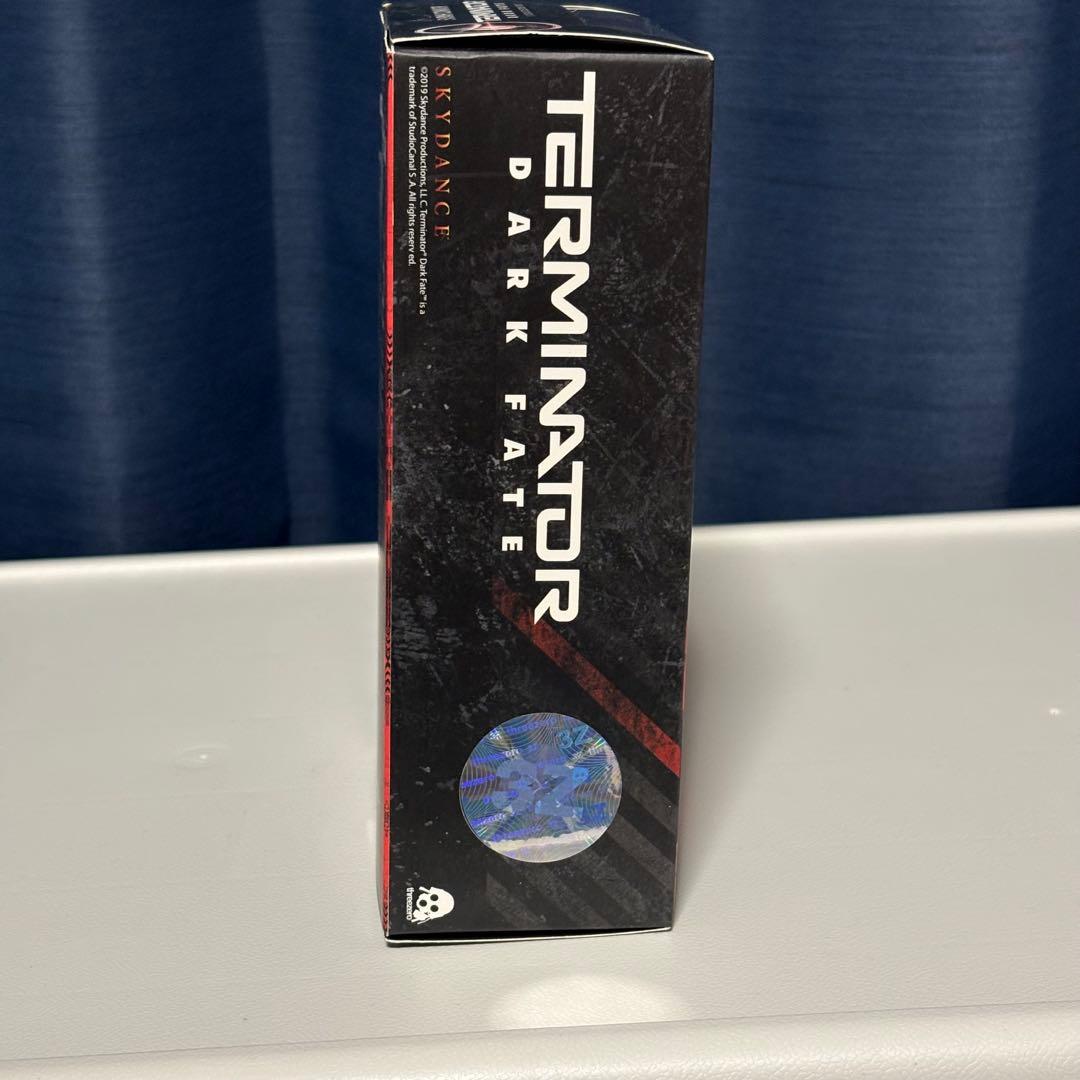 TERMINATOR
DARK FATE
SKYDANCE
©2019 Skydance Productions, LLC. Terminator® Dark Fate™ is a
trademark of StudioCanal S.A. All rights reserv ed.
threezero
3Z
threezero